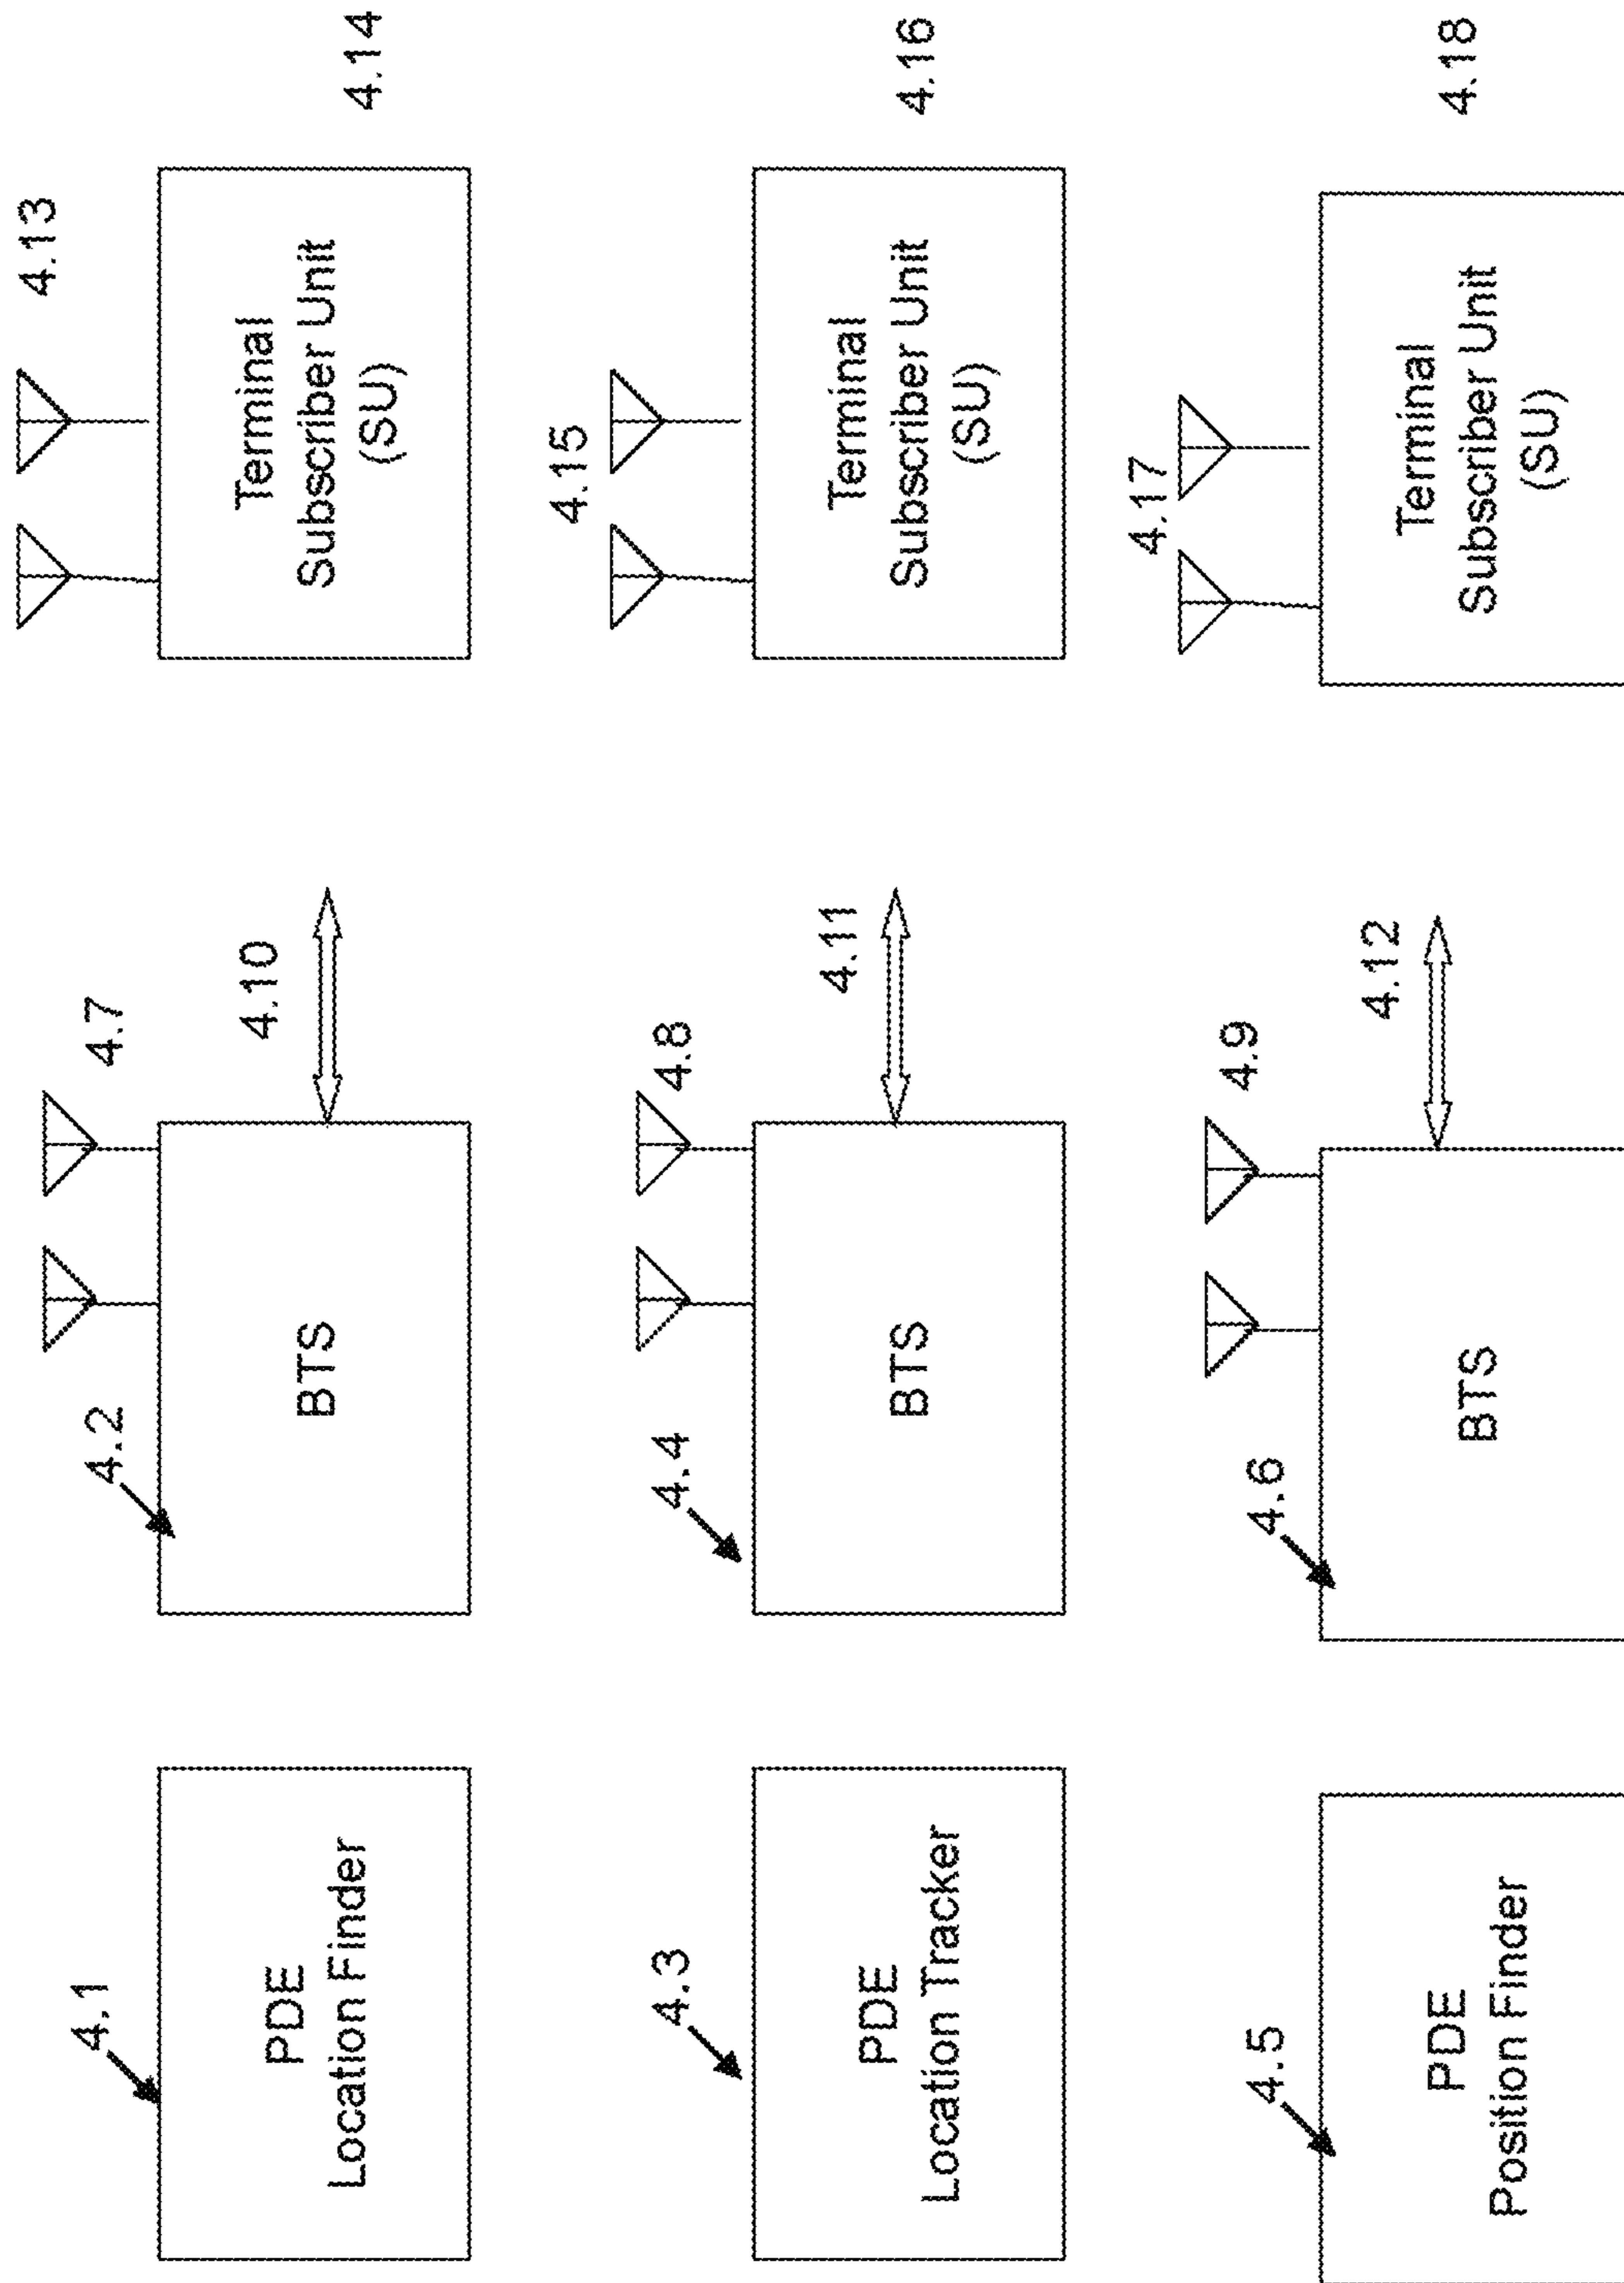 4.1
PDE
Location Finder
4.2
BTS
4.7
4.10
4.13
Terminal
Subscriber Unit
(SU)
4.14
4.3
PDE
Location Tracker
4.4
BTS
4.8
4.11
4.15
Terminal
Subscriber Unit
(SU)
4.16
4.5
PDE
Position Finder
4.6
BTS
4.9
4.12
4.17
Terminal
Subscriber Unit
(SU)
4.18